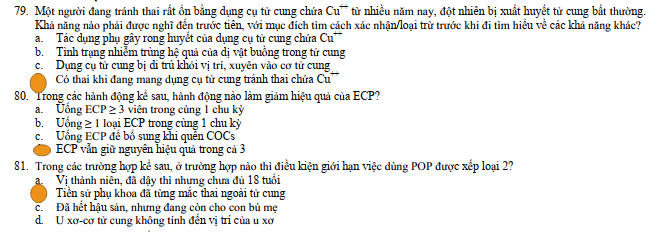 79. Một người đang tránh thai rất ổn bằng dụng cụ tử cung chứa Cu++ từ nhiều năm nay, đột nhiên bị xuất huyết tử cung bất thường.
Khả năng nào phải được nghĩ đến trước tiên, với mục đích tìm cách xác nhận/loại trừ trước khi đi tìm hiểu về các khả năng khác?
a. Tác dụng phụ gây rong huyết của dụng cụ tử cung chứa Cu++
b. Tình trạng nhiễm trùng hệ quả của dị vật buồng trong tử cung
c. Dụng cụ tử cung bị di trú khỏi vị trí, xuyên vào cơ tử cung
Có thai khi đang mang dụng cụ tử cung tránh thai chứa Cu++
80. Trong các hành động kể sau, hành động nào làm giảm hiệu quả của ECP?
a. Uống ECP ≥ 3 viên trong cùng 1 chu kỳ
b. Uống ≥ 1 loại ECP trong cùng 1 chu kỳ
c. Uống ECP để bổ sung khi quên COCs
ECP vẫn giữ nguyên hiệu quả trong cả 3
81. Trong các trường hợp kể sau, ở trường hợp nào thì điều kiện giới hạn việc dùng POP được xếp loại 2?
a. Vị thành niên, đã dậy thì nhưng chưa đủ 18 tuổi
Tiền sử phụ khoa đã từng mắc thai ngoài tử cung
c. Đã hết hậu sản, nhưng đang còn cho con bú mẹ
d. U xơ-cơ tử cung không tính đến vị trí của u xơ